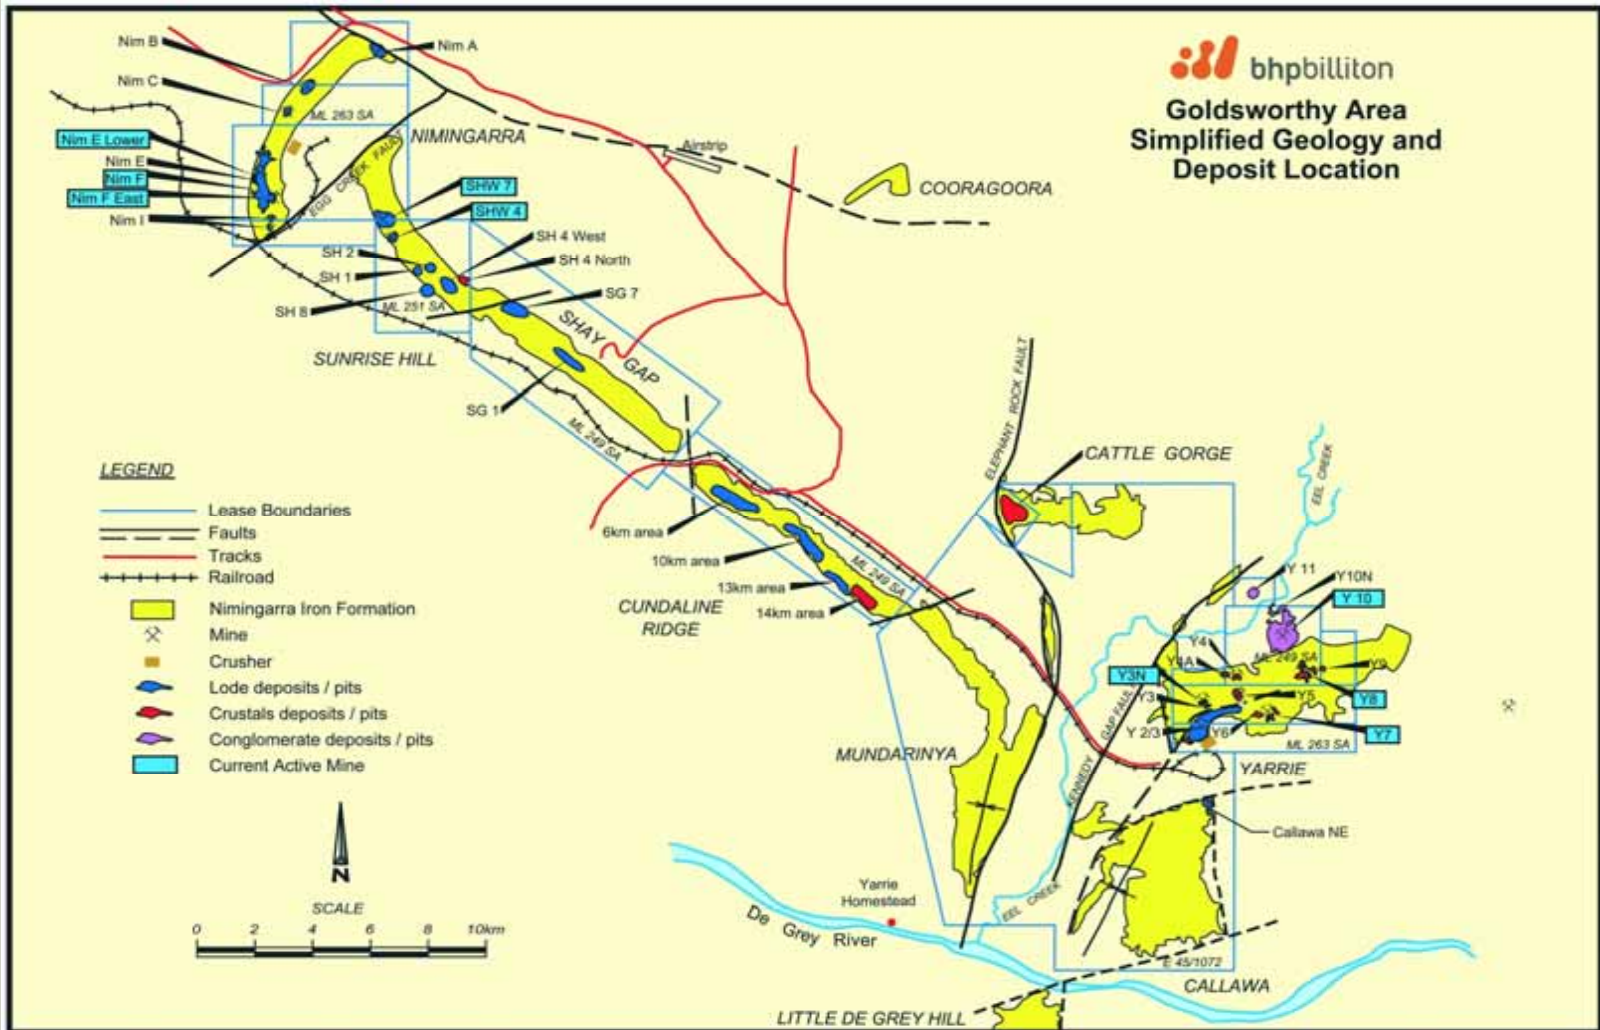 bhpbilliton
Goldsworthy Area
Simplified Geology and
Deposit Location
Nim B
Nim A
Nim C
ML 263 SA
NIMINGARRA
Nim E Lower
Nim E
Nim F
Nim F East
Nim I
EGG CREEK FAULT
Airstrip
COORAGOORA
SHW 7
SHW 4
SH 4 West
SH 4 North
SH 2
SH 1
SH 8
ML 251 SA
SG 7
SHAY GAP
SUNRISE HILL
SG 1
ML 249 SA
ELEPHANT ROCK FAULT
CATTLE GORGE
EEL CREEK
6km area
10km area
13km area
14km area
ML 249 SA
CUNDALINE
RIDGE
LEGEND
Lease Boundaries
Faults
Tracks
Railroad
Nimingarra Iron Formation
Mine
Crusher
Lode deposits / pits
Crustals deposits / pits
Conglomerate deposits / pits
Current Active Mine
N
SCALE
0 2 4 6 8 10km
Y 11
Y10N
Y 10
Y4
Y4A
ML 249 SA
Y9
Y3N
Y3
Y5
Y8
Y 2/3
Y6
Y7
ML 263 SA
KENNEDY GAP FAULT
YARRIE
MUNDARINYA
Callawa NE
Yarrie
Homestead
EEL CREEK
De Grey River
E 45/1072
CALLAWA
LITTLE DE GREY HILL